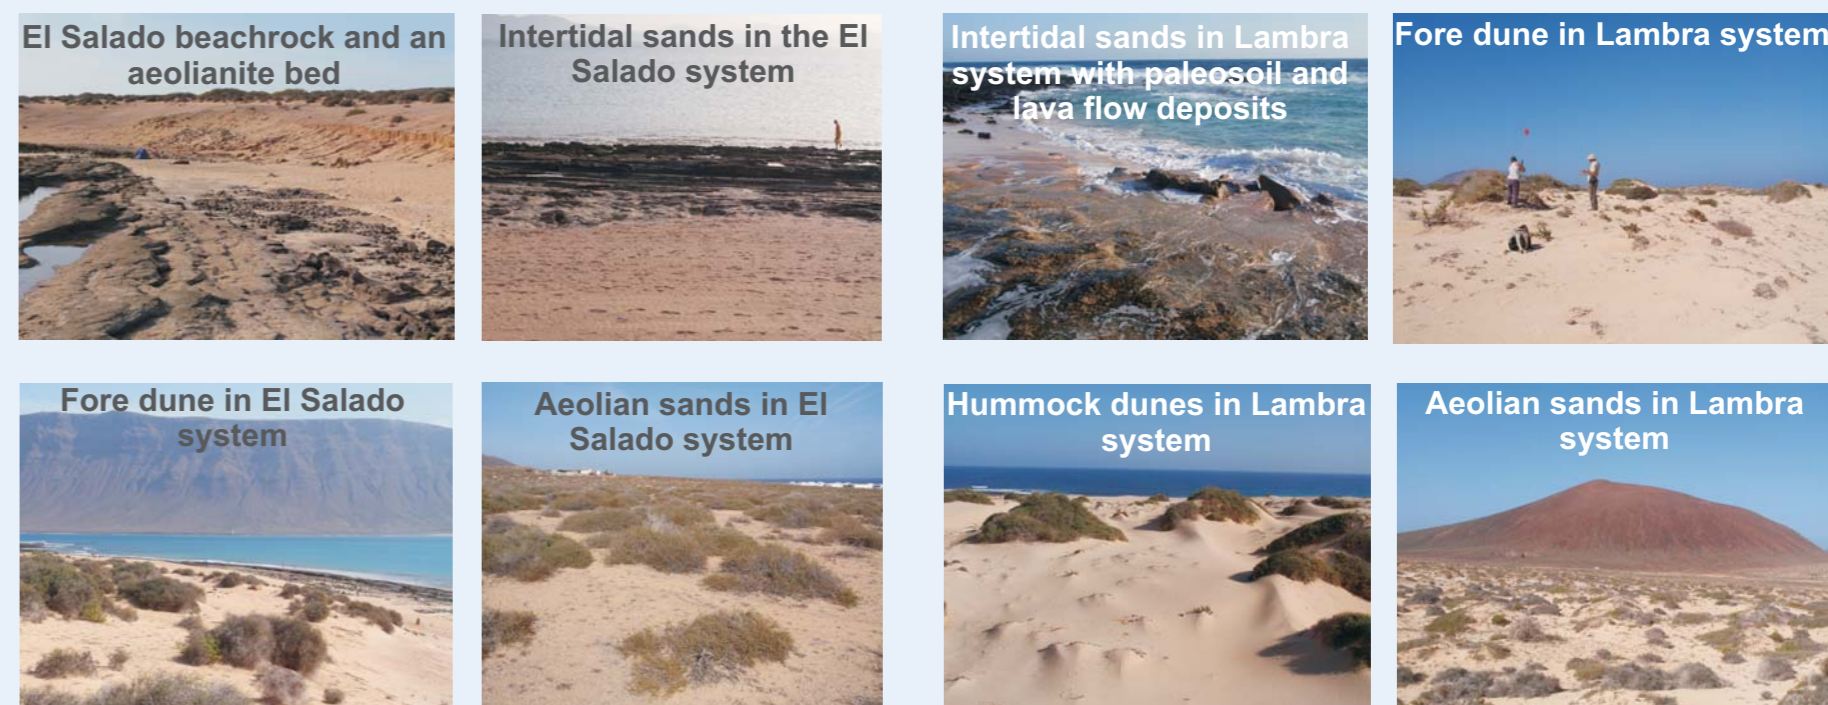 El Salado beachrock and an
aeolianite bed
Intertidal sands in the El
Salado system
Intertidal sands in Lambra
system with paleosoil and
lava flow deposits
Fore dune in Lambra system
Fore dune in El Salado
system
Aeolian sands in El
Salado system
Hummock dunes in Lambra
system
Aeolian sands in Lambra
system